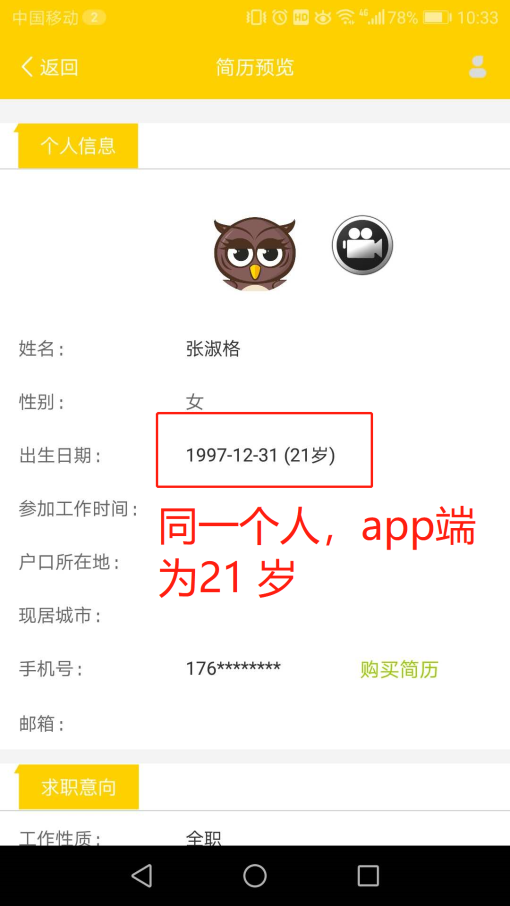 中国移动 2 HD 4G 78% 10:33
返回 简历预览
个人信息
姓名: 张淑格
性别: 女
出生日期: 1997-12-31 (21岁)
参加工作时间:
同一个人，app端
为21 岁
户口所在地:
现居城市:
手机号: 176******** 购买简历
邮箱:
求职意向
工作性质: 全职